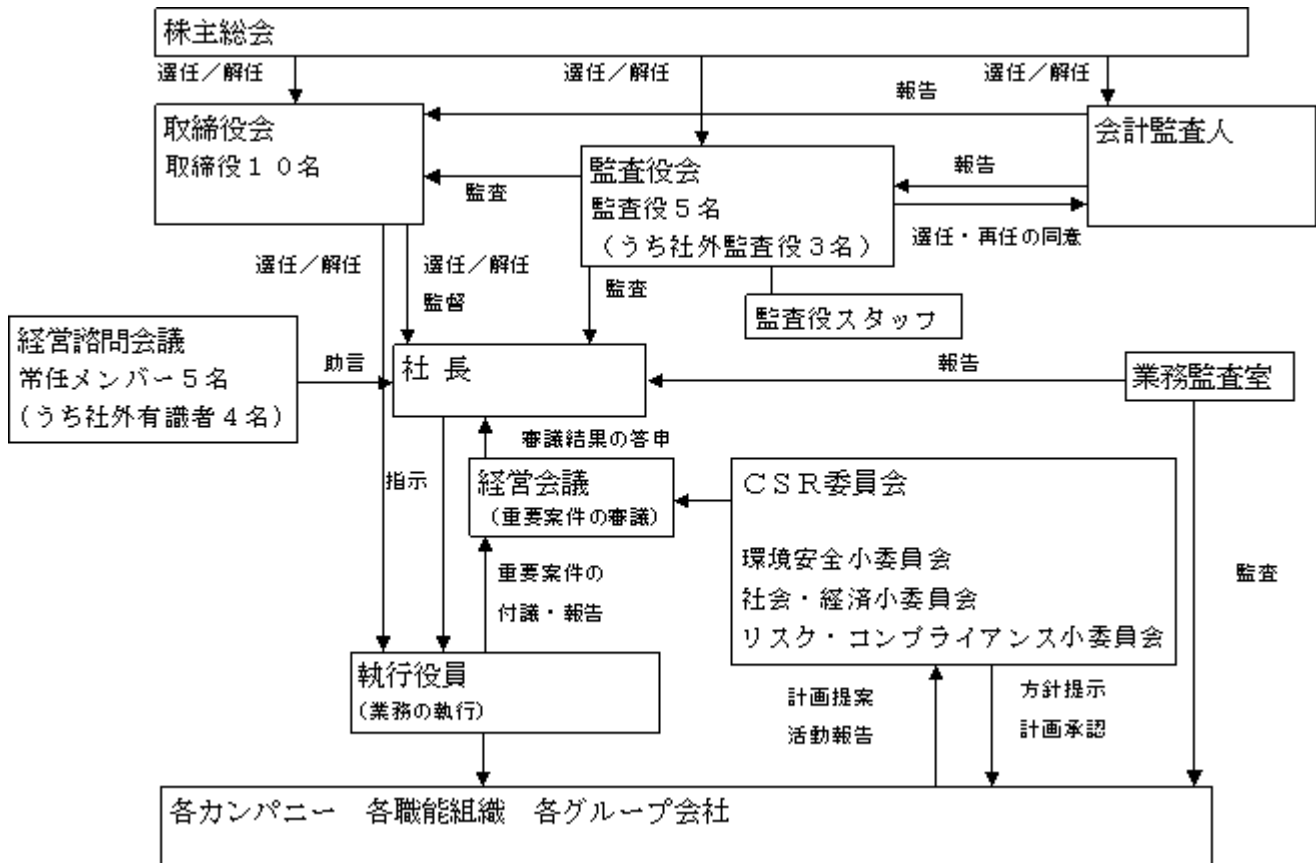 株主総会
選任／解任
選任／解任
選任／解任
報告
取締役会
取締役１０名
会計監査人
監査役会
監査役５名
（うち社外監査役３名）
監査
報告
選任・再任の同意
選任／解任
選任／解任
監督
監査
監査役スタッフ
経営諮問会議
常任メンバー５名
(うち社外有識者４名)
助言
社 長
報告
業務監査室
審議結果の答申
指示
経営会議
（重要案件の審議）
ＣＳＲ委員会
環境安全小委員会
社会・経済小委員会
リスク・コンプライアンス小委員会
監査
重要案件の
付議・報告
執行役員
(業務の執行)
計画提案
活動報告
方針提示
計画承認
各カンパニー　各職能組織　各グループ会社